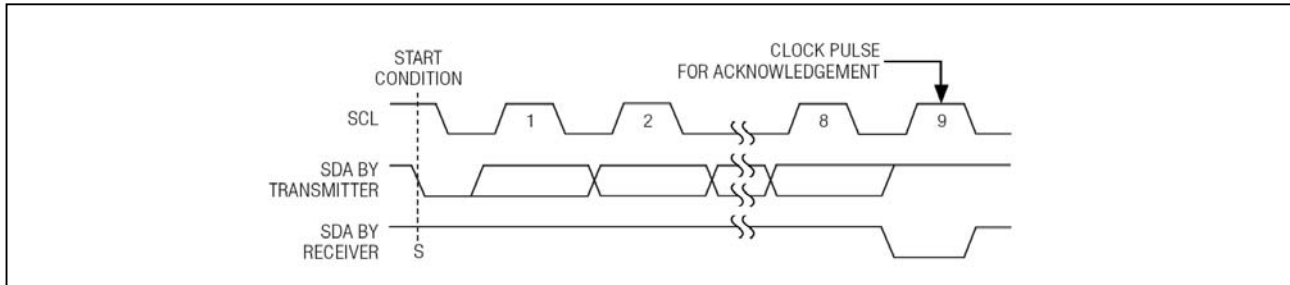 START
CONDITION
CLOCK PULSE
FOR ACKNOWLEDGEMENT
SCL
1
2
8
9
SDA BY
TRANSMITTER
SDA BY
RECEIVER
S